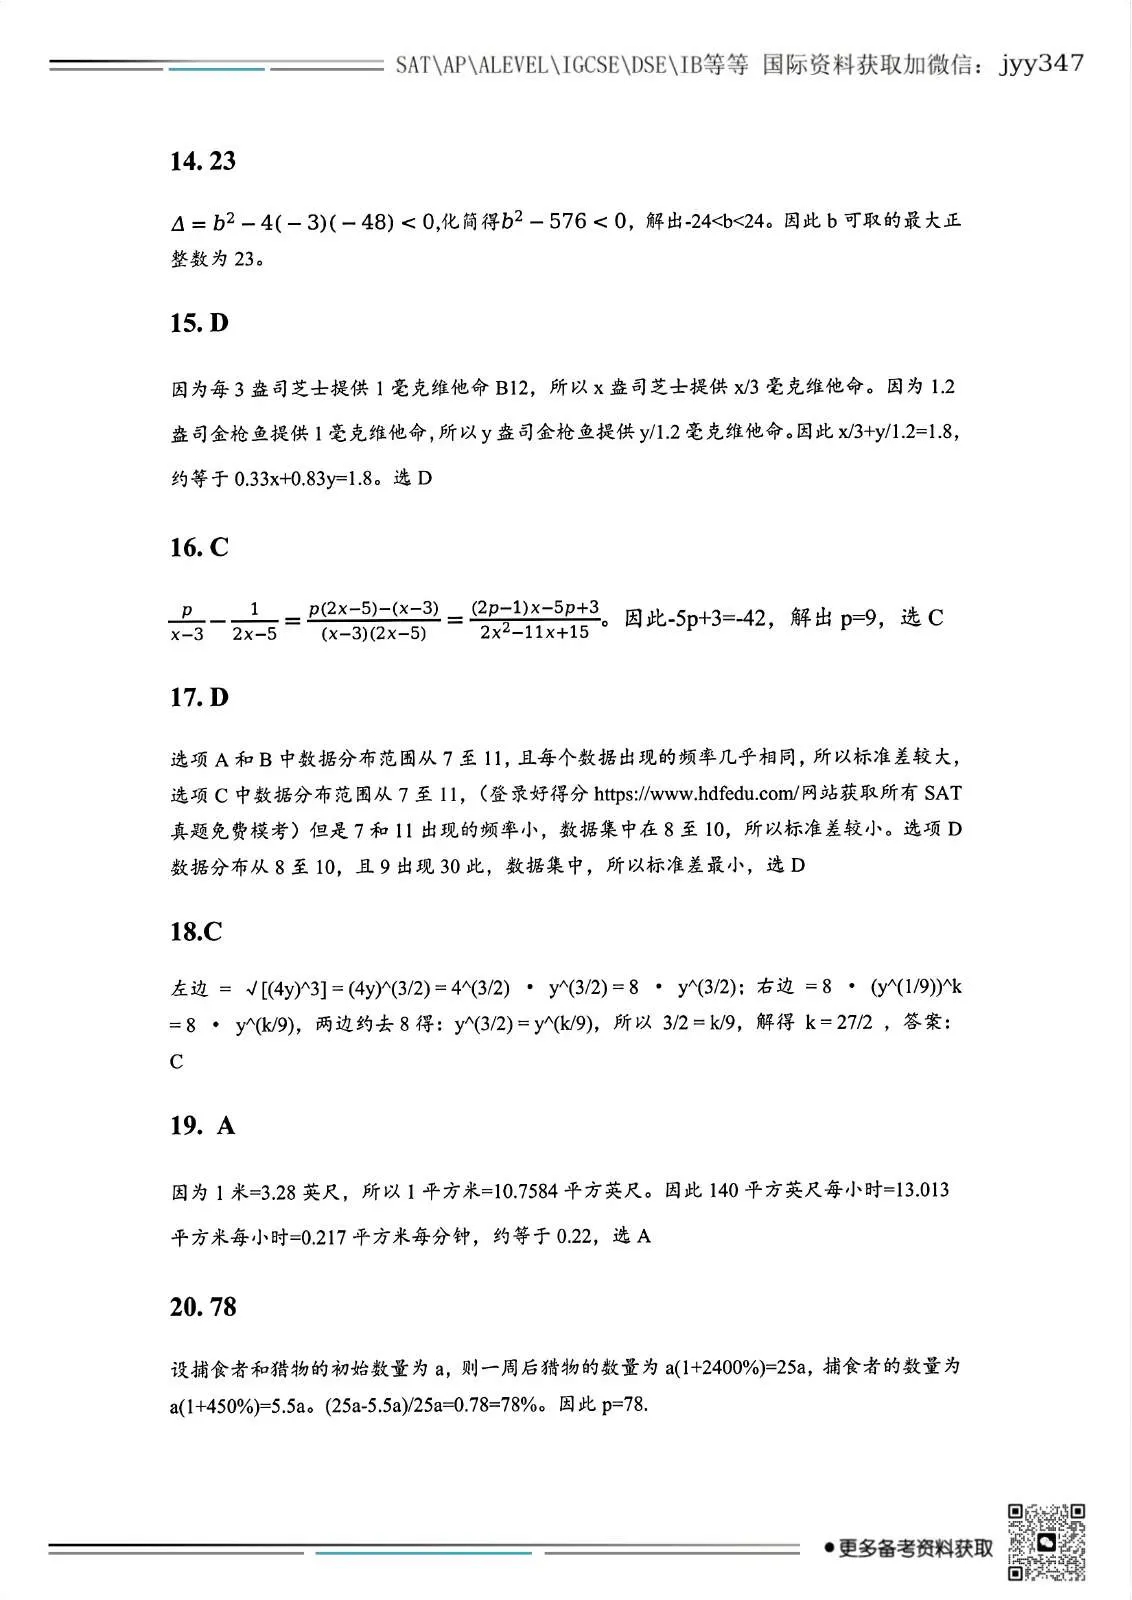 SAT\AP\ALEVEL\IGCSE\DSE\IB等等 国际资料获取加微信：jyy347
14. 23
Δ = b² − 4( − 3)( − 48) < 0,化简得b² − 576 < 0，解出-24<b<24。因此 b 可取的最大正
整数为 23。
15. D
因为每 3 盎司芝士提供 1 毫克维他命 B12，所以 x 盎司芝士提供 x/3 毫克维他命。因为 1.2
盎司金枪鱼提供 1 毫克维他命,所以 y 盎司金枪鱼提供 y/1.2 毫克维他命。因此 x/3+y/1.2=1.8，
约等于 0.33x+0.83y=1.8。选 D
16. C
p/(x−3) − 1/(2x−5) = (p(2x−5)−(x−3))/((x−3)(2x−5)) = ((2p−1)x−5p+3)/(2x²−11x+15)。因此-5p+3=-42，解出 p=9，选 C
17. D
选项 A 和 B 中数据分布范围从 7 至 11，且每个数据出现的频率几乎相同，所以标准差较大，
选项 C 中数据分布范围从 7 至 11，（登录好得分 https://www.hdfedu.com/网站获取所有 SAT
真题免费模考）但是 7 和 11 出现的频率小，数据集中在 8 至 10，所以标准差较小。选项 D
数据分布从 8 至 10，且 9 出现 30 此，数据集中，所以标准差最小，选 D
18.C
左边 = √[(4y)^3] = (4y)^(3/2) = 4^(3/2) • y^(3/2) = 8 • y^(3/2)；右边 = 8 • (y^(1/9))^k
= 8 • y^(k/9)，两边约去 8 得：y^(3/2) = y^(k/9)，所以 3/2 = k/9，解得 k = 27/2 ，答案：
C
19. A
因为 1 米=3.28 英尺，所以 1 平方米=10.7584 平方英尺。因此 140 平方英尺每小时=13.013
平方米每小时=0.217 平方米每分钟，约等于 0.22，选 A
20. 78
设捕食者和猎物的初始数量为 a，则一周后猎物的数量为 a(1+2400%)=25a，捕食者的数量为
a(1+450%)=5.5a。(25a-5.5a)/25a=0.78=78%。因此 p=78.
•更多备考资料获取